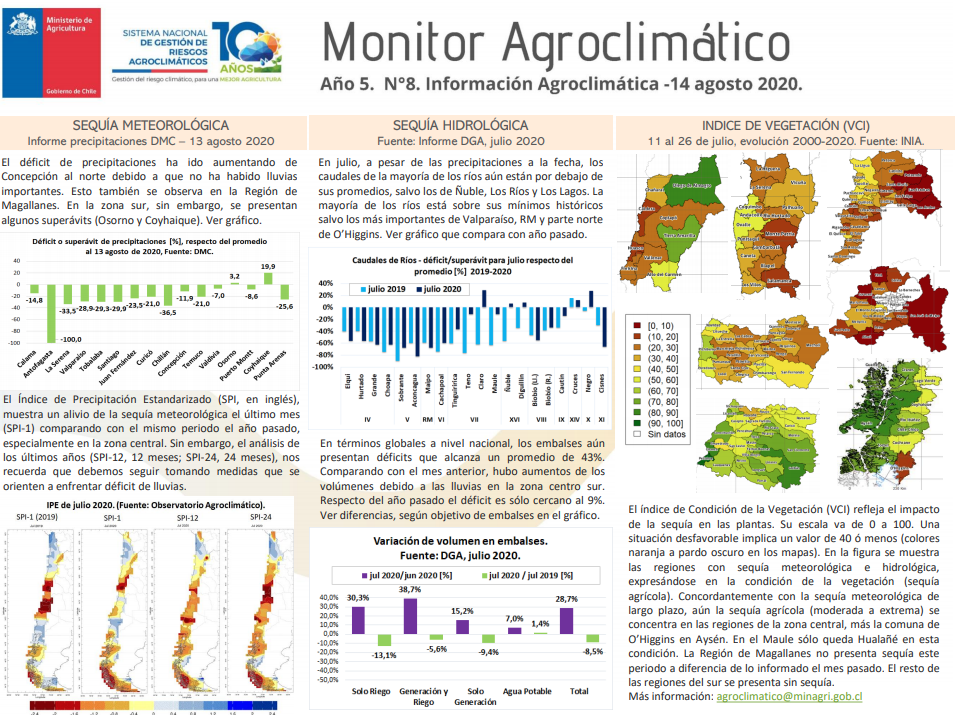 Ministerio de
Agricultura
Gobierno de Chile
SISTEMA NACIONAL
DE GESTIÓN DE
RIESGOS
AGROCLIMÁTICOS
10
AÑOS
Gestión del riesgo climático, para una MEJOR AGRICULTURA
Monitor Agroclimático
Año 5. N°8. Información Agroclimática -14 agosto 2020.
SEQUÍA METEOROLÓGICA
Informe precipitaciones DMC – 13 agosto 2020
El déficit de precipitaciones ha ido aumentando de
Concepción al norte debido a que no ha habido lluvias
importantes. Esto también se observa en la Región de
Magallanes. En la zona sur, sin embargo, se presentan
algunos superávits (Osorno y Coyhaique). Ver gráfico.
Déficit o superávit de precipitaciones [%], respecto del promedio
al 13 agosto de 2020, Fuente: DMC.
40
20
0
-20
-40
-60
-80
-100
-14,8
-100,0
-33,5
-28,9
-29,3
-29,9
-23,5
-21,0
-36,5
-11,9
-21,0
-7,0
3,2
-8,6
19,9
-25,6
Calama
Antofagasta
La Serena
Valparaíso
Tobalaba
Santiago
Juan Fernández
Curicó
Chillán
Concepción
Temuco
Valdivia
Osorno
Puerto Montt
Coyhaique
Punta Arenas
El Índice de Precipitación Estandarizado (SPI, en inglés),
muestra un alivio de la sequía meteorológica el último mes
(SPI-1) comparando con el mismo periodo el año pasado,
especialmente en la zona central. Sin embargo, el análisis de
los últimos años (SPI-12, 12 meses; SPI-24, 24 meses), nos
recuerda que debemos seguir tomando medidas que se
orienten a enfrentar déficit de lluvias.
IPE de julio 2020. (Fuente: Observatorio Agroclimático).
SPI-1 (2019)
SPI-1
SPI-12
SPI-24
SEQUÍA HIDROLÓGICA
Fuente: Informe DGA, julio 2020
En julio, a pesar de las precipitaciones a la fecha, los
caudales de la mayoría de los ríos aún están por debajo de
sus promedios, salvo los de Ñuble, Los Ríos y Los Lagos. La
mayoría de los ríos está sobre sus mínimos históricos
salvo los más importantes de Valparaíso, RM y parte norte
de O’Higgins. Ver gráfico que compara con año pasado.
Caudales de Ríos - déficit/superávit para julio respecto del
promedio [%] 2019-2020
julio 2019
julio 2020
40%
20%
0%
-20%
-40%
-60%
-80%
-100%
Elqui
Hurtado
Grande
Choapa
Sobrante
Aconcagua
Maipo
Cachapoal
Tinguiririca
Teno
Claro
Maule
Ñuble
Diguillín
Biobío (Ll.)
Biobío (R.)
Cautín
Cruces
Negro
Cisnes
IV
V
RM
VI
VII
XVI
VIII
IX
XIV
X
XI
En términos globales a nivel nacional, los embalses aún
presentan déficits que alcanza un promedio de 43%.
Comparando con el mes anterior, hubo aumentos de los
volúmenes debido a las lluvias en la zona centro sur.
Respecto del año pasado el déficit es sólo cercano al 9%.
Ver diferencias, según objetivo de embalses en el gráfico.
Variación de volumen en embalses.
Fuente: DGA, julio 2020.
jul 2020/jun 2020 [%]
jul 2020 / jul 2019 [%]
40,0%
30,0%
20,0%
10,0%
0,0%
-10,0%
-20,0%
-30,0%
-40,0%
-50,0%
30,3%
-13,1%
38,7%
-5,6%
15,2%
-9,4%
7,0%
1,4%
28,7%
-8,5%
Solo Riego
Generación y
Riego
Solo
Generación
Agua Potable
Total
INDICE DE VEGETACIÓN (VCI)
11 al 26 de julio, evolución 2000-2020. Fuente: INIA.
[0, 10)
[10, 20)
[20, 30)
[30, 40)
[40, 50)
[50, 60)
[60, 70)
[70, 80]
[80, 90]
[90, 100]
Sin datos
El índice de Condición de la Vegetación (VCI) refleja el impacto
de la sequía en las plantas. Su escala va de 0 a 100. Una
situación desfavorable implica un valor de 40 ó menos (colores
naranja a pardo oscuro en los mapas). En la figura se muestra
las regiones con sequía meteorológica e hidrológica,
expresándose en la condición de la vegetación (sequía
agrícola). Concordantemente con la sequía meteorológica de
largo plazo, aún la sequía agrícola (moderada a extrema) se
concentra en las regiones de la zona central, más la comuna de
O’Higgins en Aysén. En el Maule sólo queda Hualañé en esta
condición. La Región de Magallanes no presenta sequía este
periodo a diferencia de lo informado el mes pasado. El resto de
las regiones del sur se presenta sin sequía.
Más información: agroclimatico@minagri.gob.cl